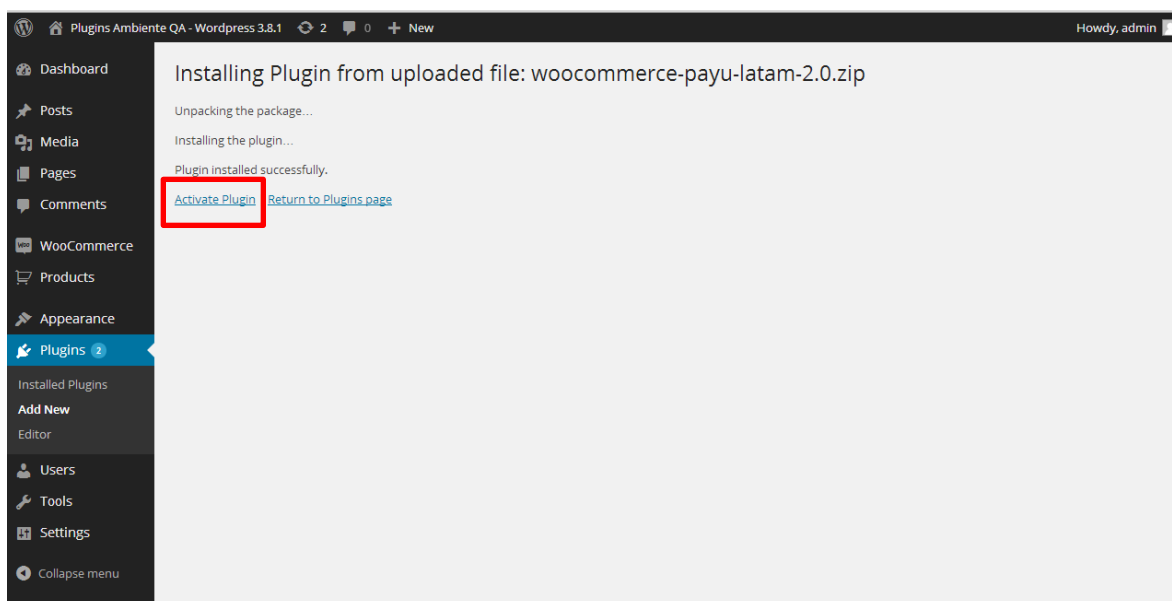 Plugins Ambiente QA - Wordpress 3.8.1 2 0 + New Howdy, admin
Dashboard
Posts
Media
Pages
Comments
WooCommerce
Products
Appearance
Plugins 2
Installed Plugins
Add New
Editor
Users
Tools
Settings
Collapse menu
Installing Plugin from uploaded file: woocommerce-payu-latam-2.0.zip
Unpacking the package…
Installing the plugin…
Plugin installed successfully.
Activate Plugin Return to Plugins page